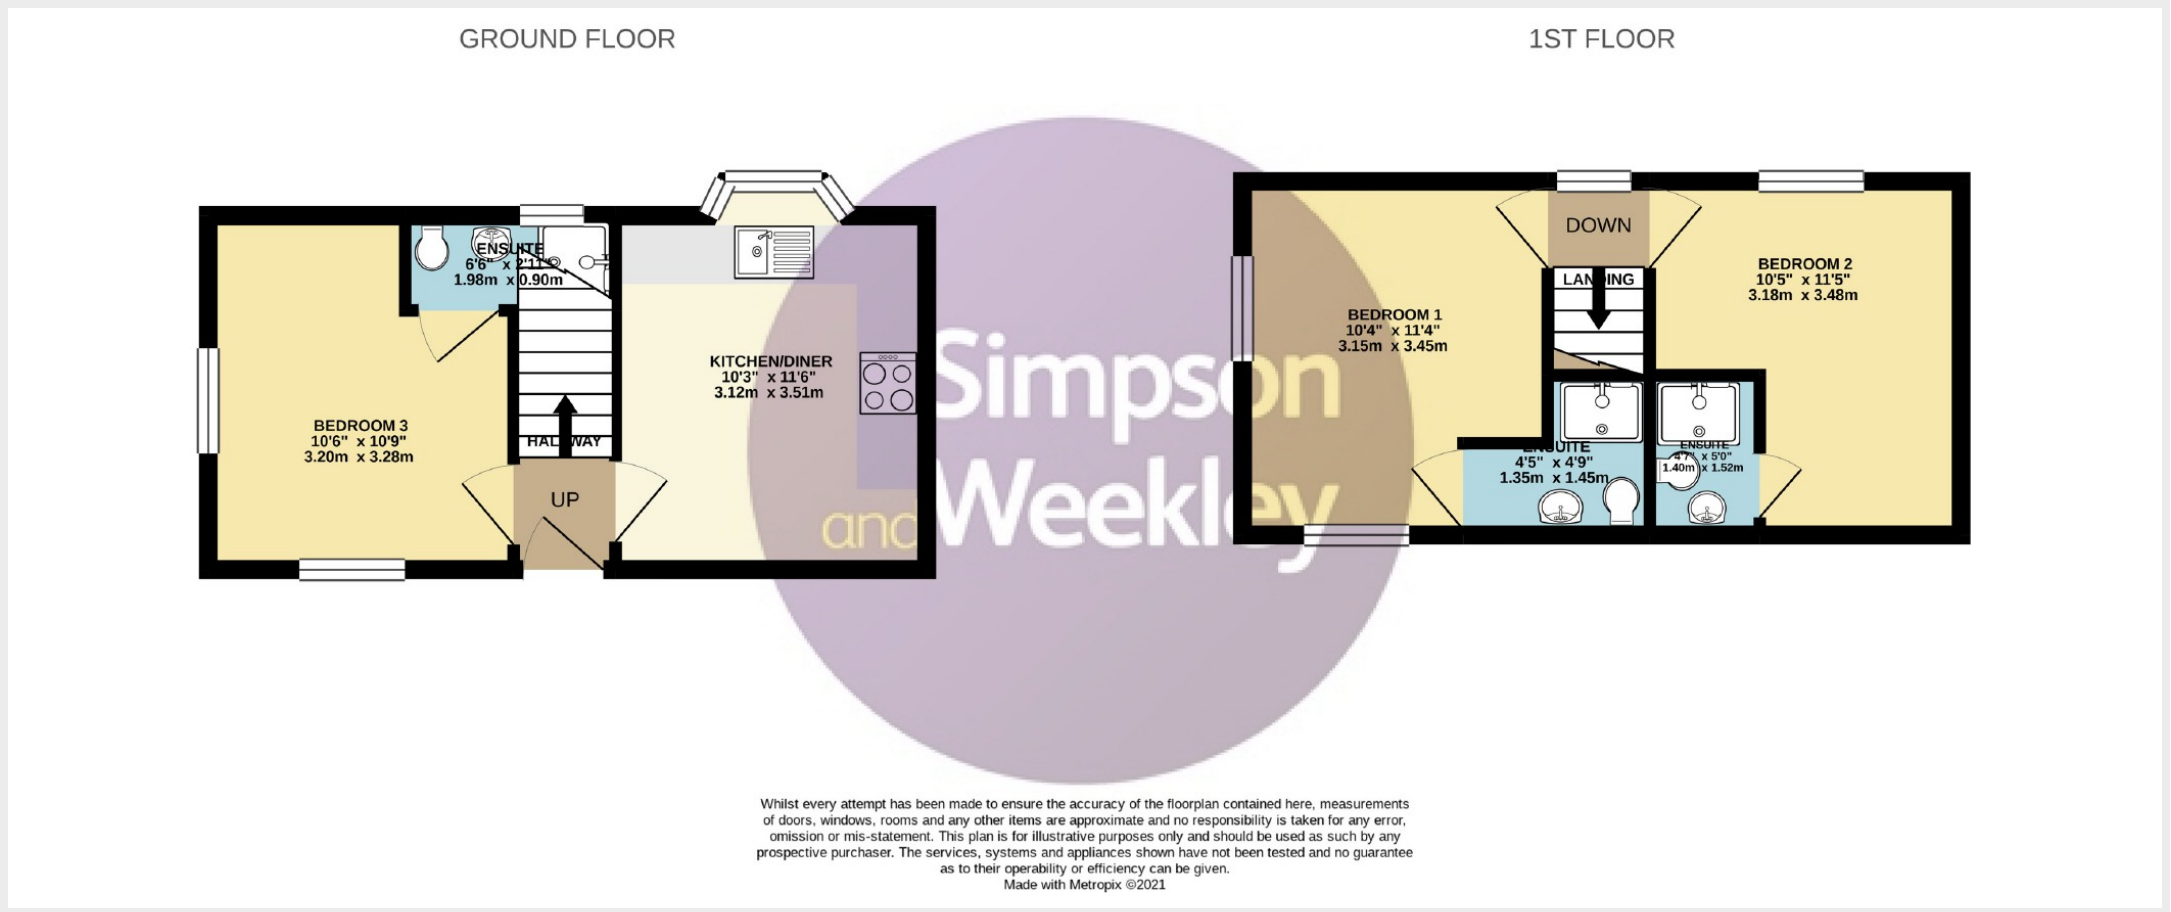 GROUND FLOOR
1ST FLOOR
ENSUITE
6'6" x 2'11"
1.98m x 0.90m
KITCHEN/DINER
10'3" x 11'6"
3.12m x 3.51m
BEDROOM 3
10'6" x 10'9"
3.20m x 3.28m
HALLWAY
UP
DOWN
LANDING
BEDROOM 2
10'5" x 11'5"
3.18m x 3.48m
BEDROOM 1
10'4" x 11'4"
3.15m x 3.45m
ENSUITE
4'5" x 4'9"
1.35m x 1.45m
ENSUITE
4'7" x 5'0"
1.40m x 1.52m
Simpson
and Weekley
Whilst every attempt has been made to ensure the accuracy of the floorplan contained here, measurements
of doors, windows, rooms and any other items are approximate and no responsibility is taken for any error,
omission or mis-statement. This plan is for illustrative purposes only and should be used as such by any
prospective purchaser. The services, systems and appliances shown have not been tested and no guarantee
as to their operability or efficiency can be given.
Made with Metropix ©2021